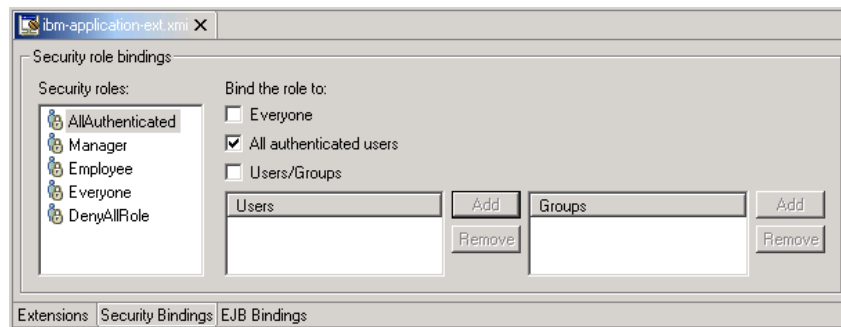 ibm-application-ext.xmi
Security role bindings
Security roles:
AllAuthenticated
Manager
Employee
Everyone
DenyAllRole
Bind the role to:
Everyone
All authenticated users
Users/Groups
Users
Add
Remove
Groups
Add
Remove
Extensions Security Bindings EJB Bindings